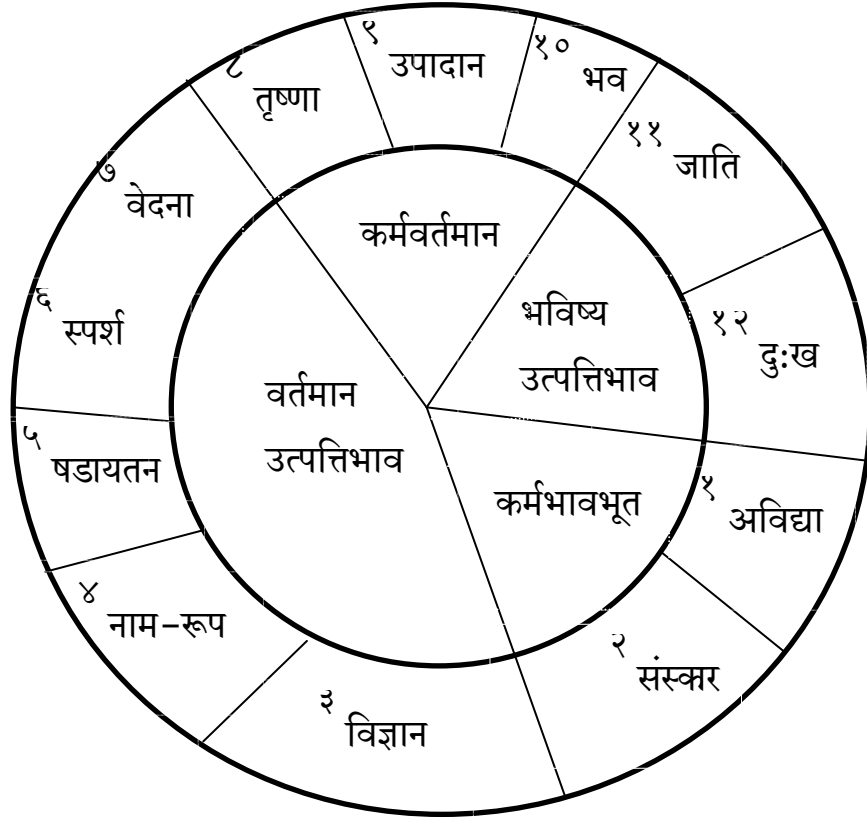 १ अविद्या
२ संस्कार
३ विज्ञान
४ नाम-रूप
५ षडायतन
६ स्पर्श
७ वेदना
८ तृष्णा
९ उपादान
१० भव
११ जाति
१२ दुःख
कर्मवर्तमान
भविष्य
उत्पत्तिभाव
वर्तमान
उत्पत्तिभाव
कर्मभावभूत